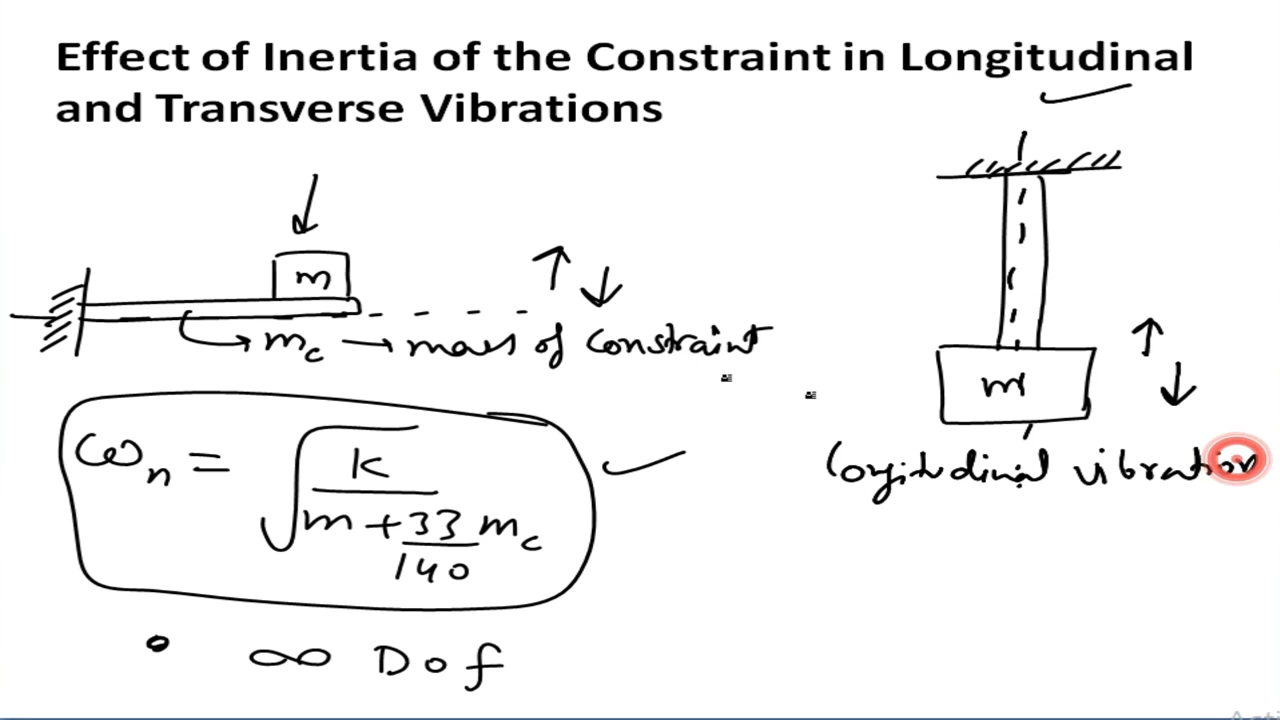 Effect of Inertia of the Constraint in Longitudinal
and Transverse Vibrations
m
m_c → mass of constraint
ω_n = √(k / (m + 33/140 m_c))
∞ Dof
m
Longitudinal vibration